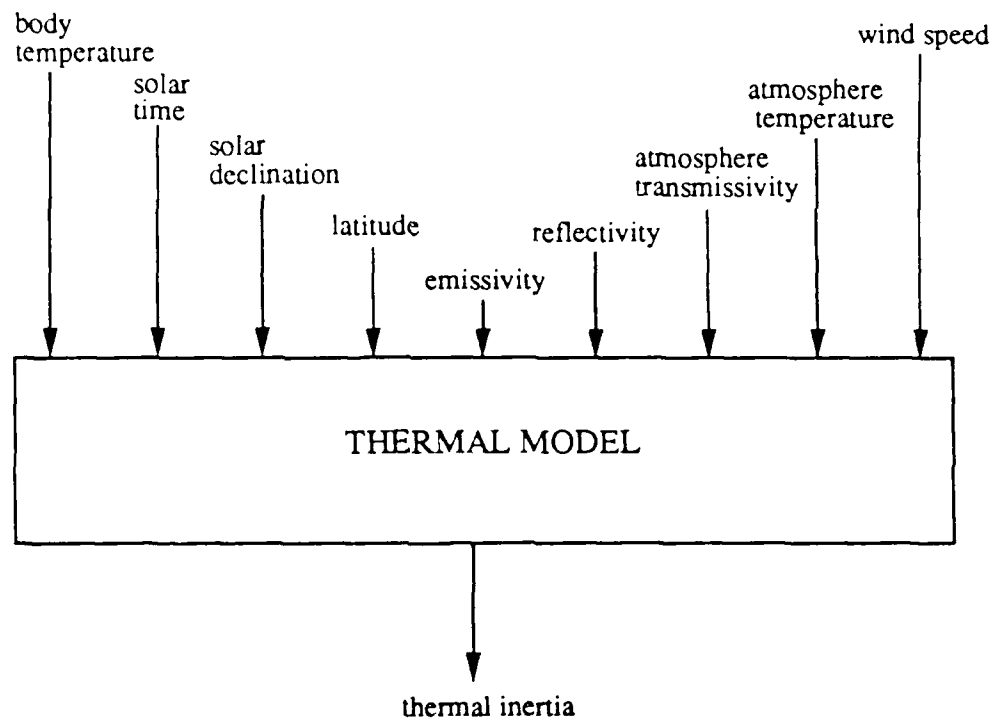 body
temperature
solar
time
solar
declination
latitude
emissivity
reflectivity
atmosphere
transmissivity
atmosphere
temperature
wind speed
THERMAL MODEL
thermal inertia